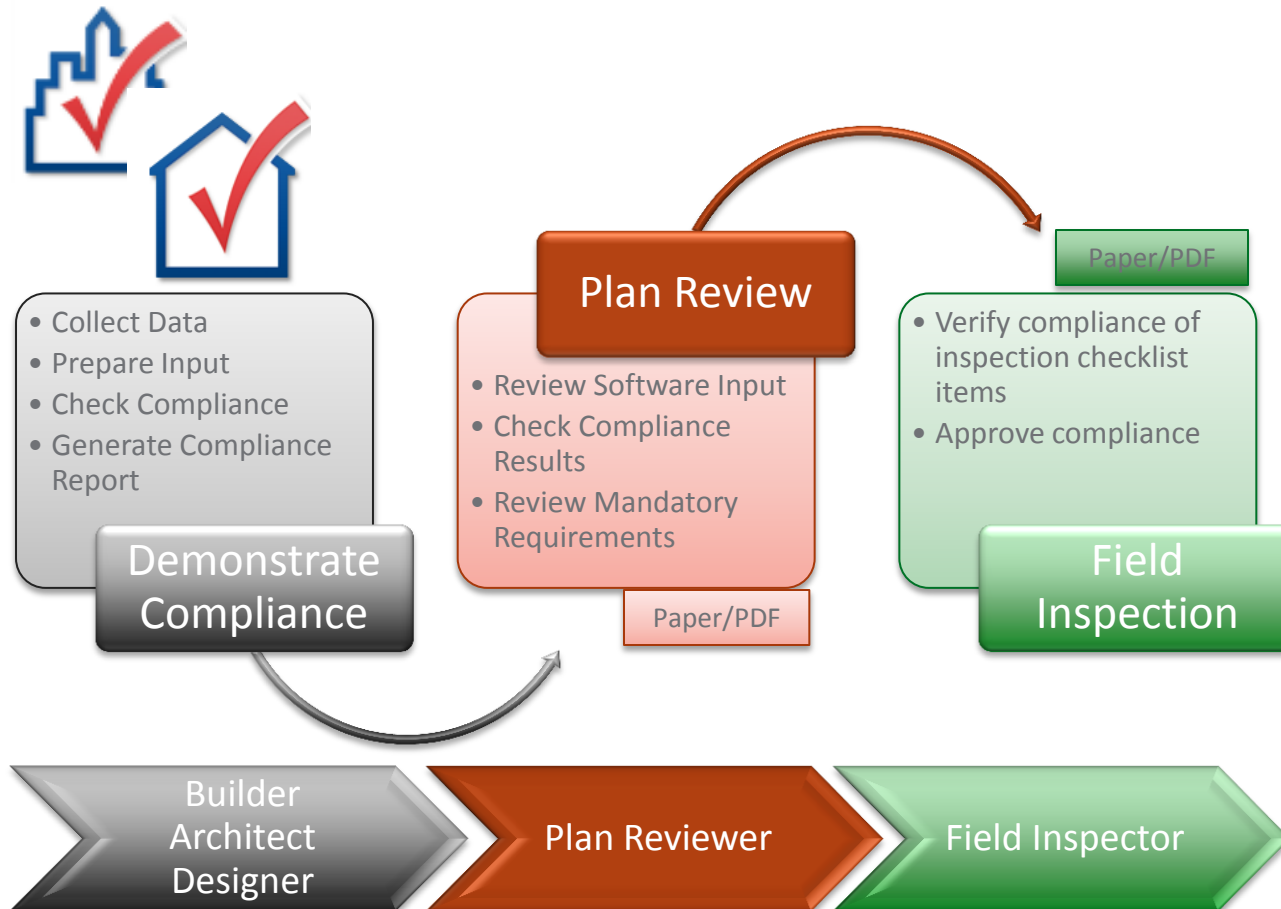 • Collect Data
• Prepare Input
• Check Compliance
• Generate Compliance
Report
Demonstrate
Compliance
Plan Review
• Review Software Input
• Check Compliance
Results
• Review Mandatory
Requirements
Paper/PDF
Paper/PDF
• Verify compliance of
inspection checklist
items
• Approve compliance
Field
Inspection
Builder
Architect
Designer
Plan Reviewer
Field Inspector